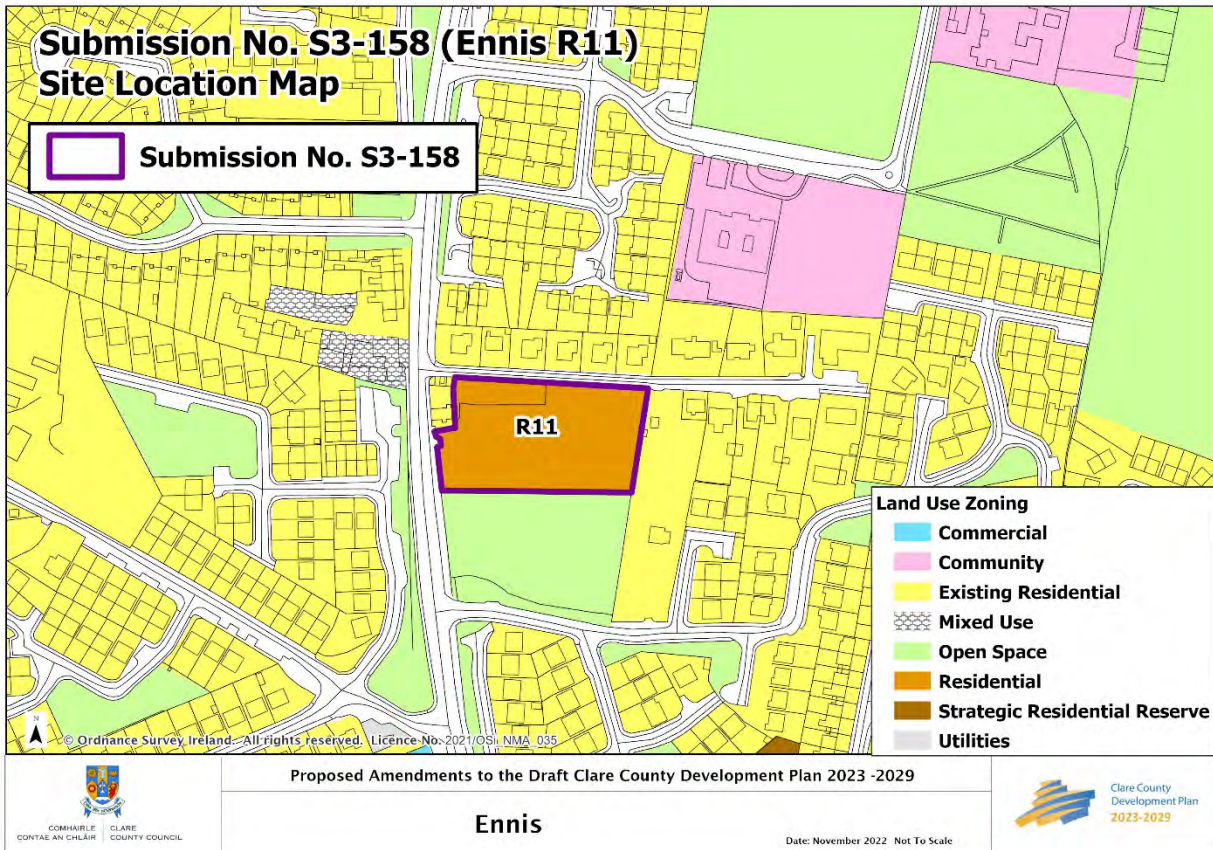 Submission No. S3-158 (Ennis R11)
Site Location Map
Submission No. S3-158
R11
Land Use Zoning
Commercial
Community
Existing Residential
Mixed Use
Open Space
Residential
Strategic Residential Reserve
Utilities
N
© Ordnance Survey Ireland. All rights reserved. Licence No. 2021/OSi_NMA_035
Proposed Amendments to the Draft Clare County Development Plan 2023 -2029
Ennis
Date: November 2022 Not To Scale
COMHAIRLE CLARE
CONTAE AN CHLÁIR COUNTY COUNCIL
Clare County
Development Plan
2023-2029